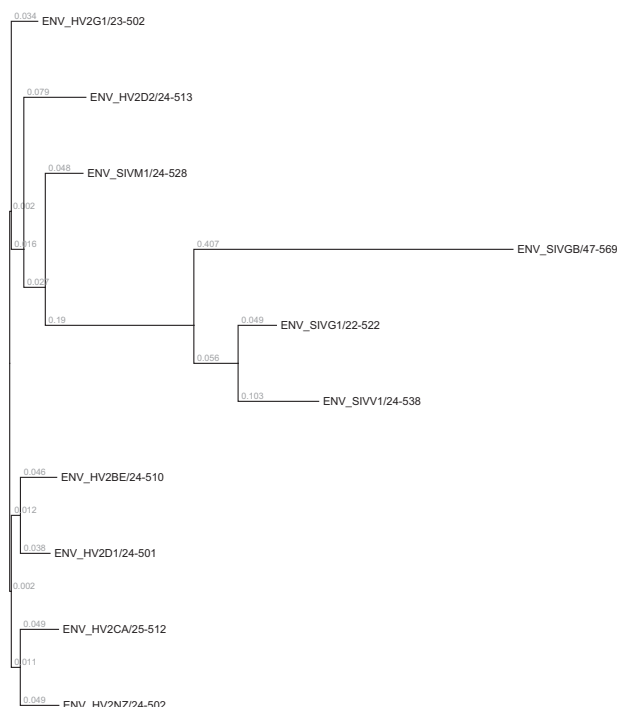 0.034
ENV_HV2G1/23-502
0.079
ENV_HV2D2/24-513
0.048
ENV_SIVM1/24-528
0.002
0.016
0.407
ENV_SIVGB/47-569
0.027
0.19
0.049
ENV_SIVG1/22-522
0.056
0.103
ENV_SIVV1/24-538
0.046
ENV_HV2BE/24-510
0.012
0.038
ENV_HV2D1/24-501
0.002
0.049
ENV_HV2CA/25-512
0.011
0.049
ENV_HV2NZ/24-502